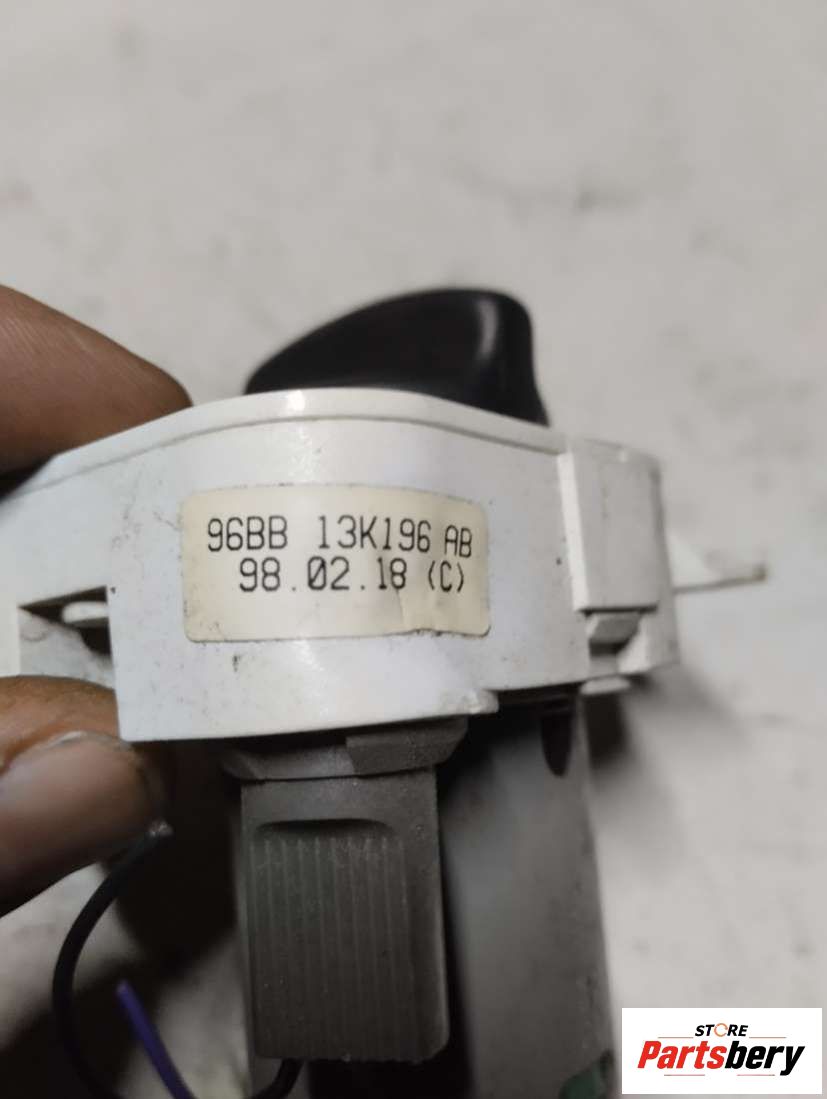 96BB 13K196 AB
98.02.18 (C)
STORE
Partsbery